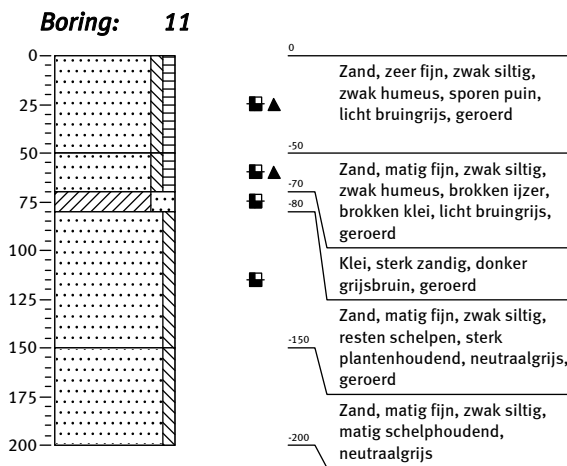 Boring: 11
0
25
50
75
100
125
150
175
200
0
Zand, zeer fijn, zwak siltig,
zwak humeus, sporen puin,
licht bruingrijs, geroerd
-50
Zand, matig fijn, zwak siltig,
zwak humeus, brokken ijzer,
brokken klei, licht bruingrijs,
geroerd
-70
Klei, sterk zandig, donker
grijsbruin, geroerd
-80
Zand, matig fijn, zwak siltig,
resten schelpen, sterk
plantenhoudend, neutraalgrijs,
geroerd
-150
Zand, matig fijn, zwak siltig,
matig schelphoudend,
neutraalgrijs
-200